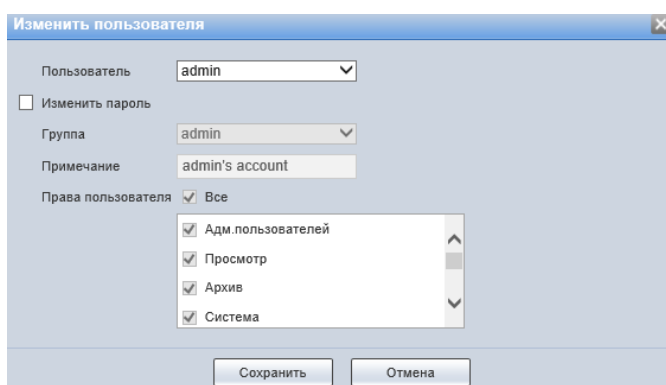 Изменить пользователя
Пользователь admin
Изменить пароль
Группа admin
Примечание admin's account
Права пользователя Все
Адм.пользователей
Просмотр
Архив
Система
Сохранить Отмена